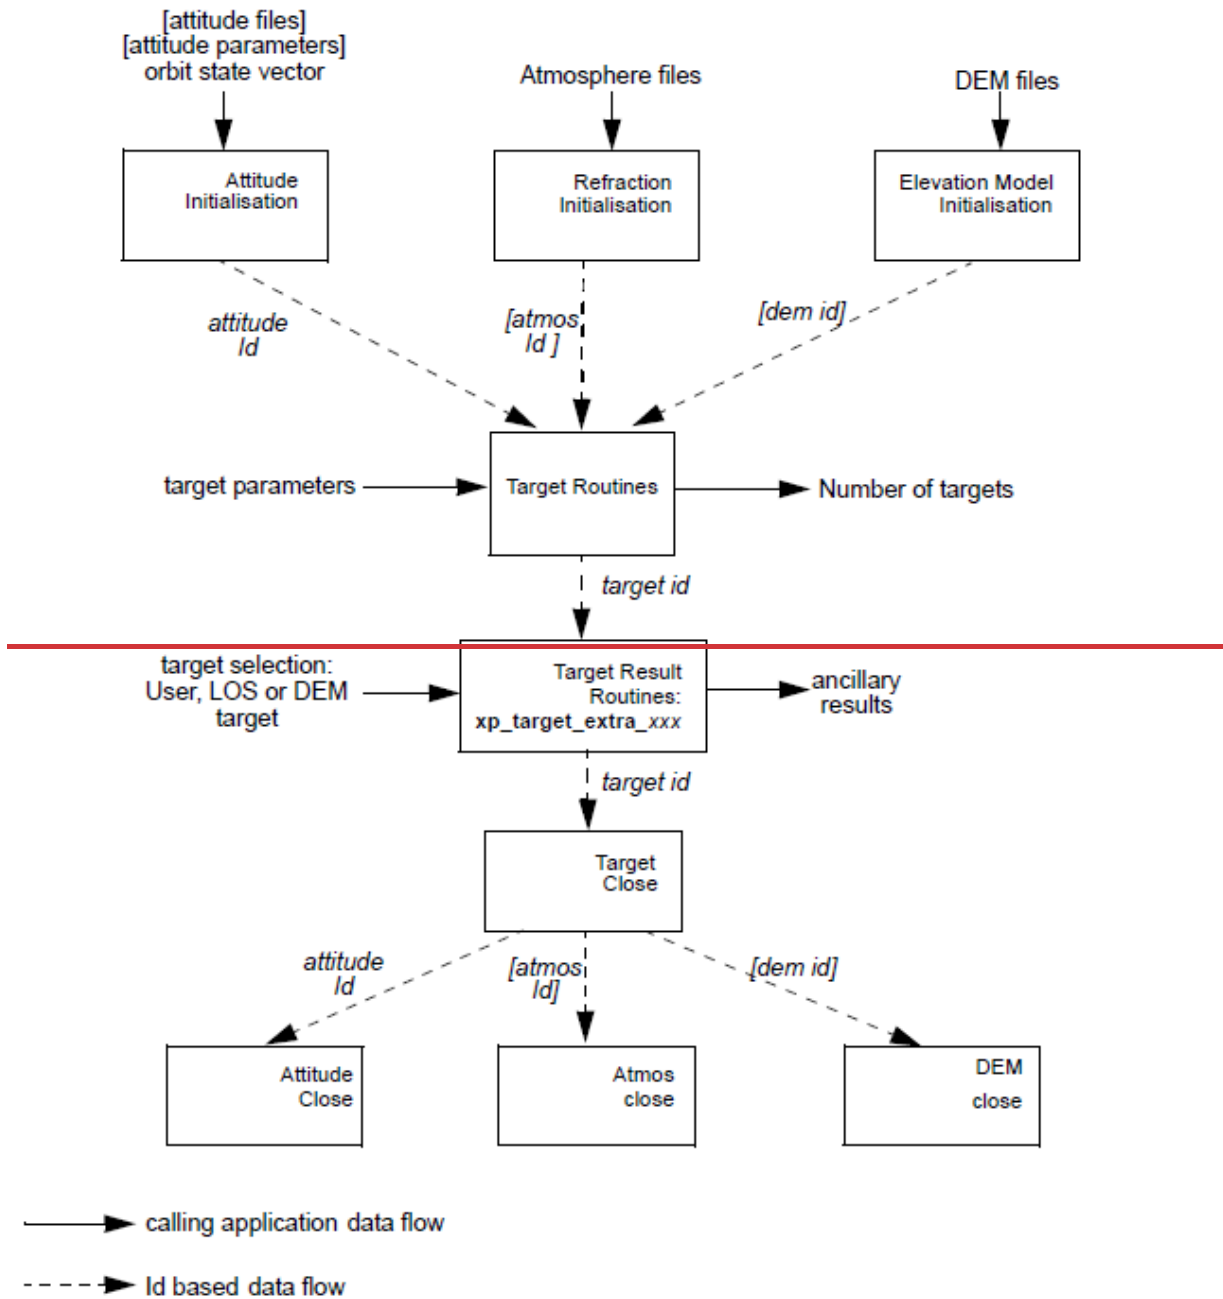 [attitude files]
[attitude parameters]
orbit state vector
Atmosphere files
DEM files
Attitude
Initialisation
Refraction
Initialisation
Elevation Model
Initialisation
attitude
Id
[atmos
Id ]
[dem id]
target parameters
Target Routines
Number of targets
target id
target selection:
User, LOS or DEM
target
Target Result
Routines:
xp_target_extra_xxx
ancillary
results
target id
Target
Close
attitude
Id
[atmos
Id]
[dem id]
Attitude
Close
Atmos
close
DEM
close
calling application data flow
Id based data flow